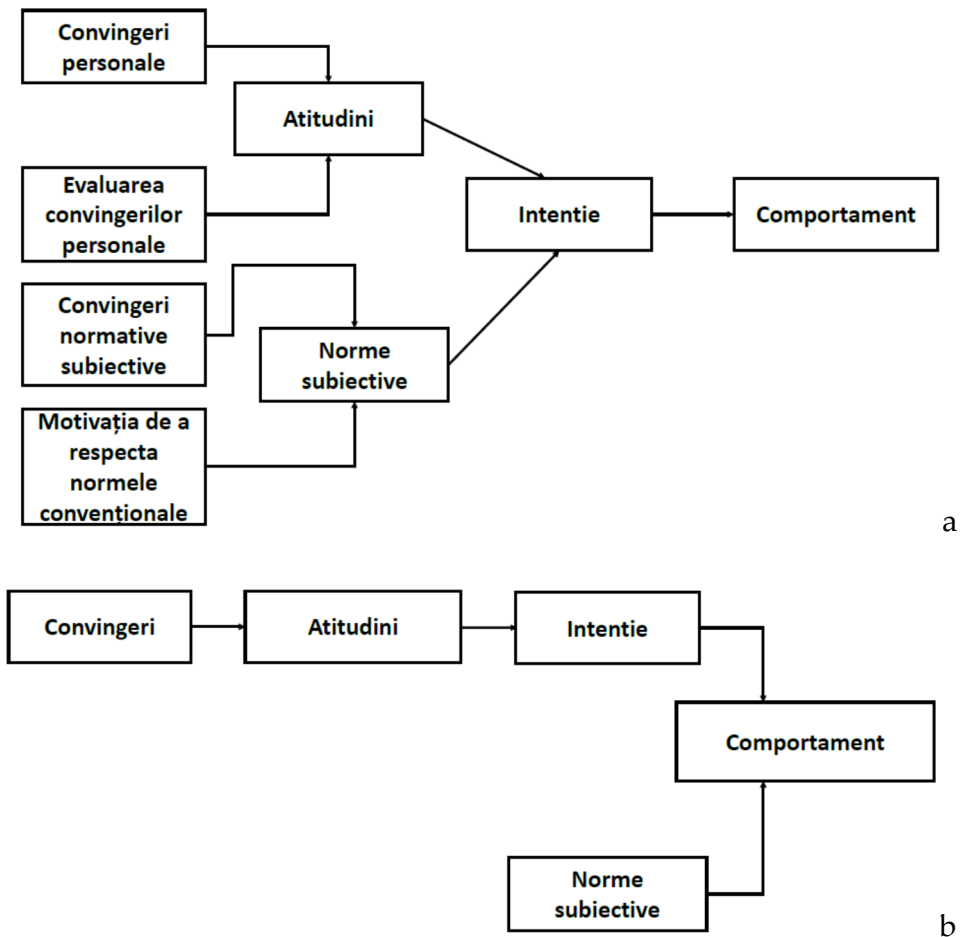 Convingeri
personale
Atitudini
Evaluarea
convingerilor
personale
Intentie
Comportament
Convingeri
normative
subiective
Norme
subiective
Motivația de a
respecta
normele
convenționale
a
Convingeri
Atitudini
Intentie
Comportament
Norme
subiective
b